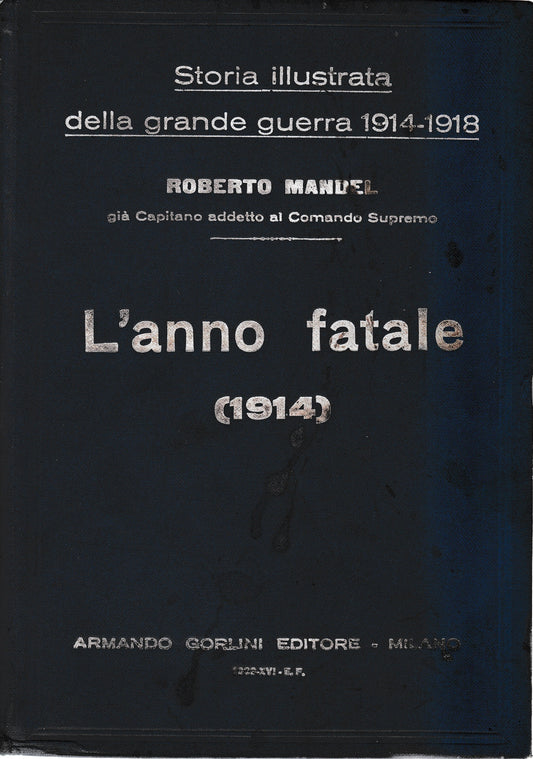 Storia illustrata
della grande guerra 1914-1918
ROBERTO MANDEL
già Capitano addetto al Comando Supremo
L'anno fatale
(1914)
ARMANDO GORLINI EDITORE - MILANO
XVI - E. F.